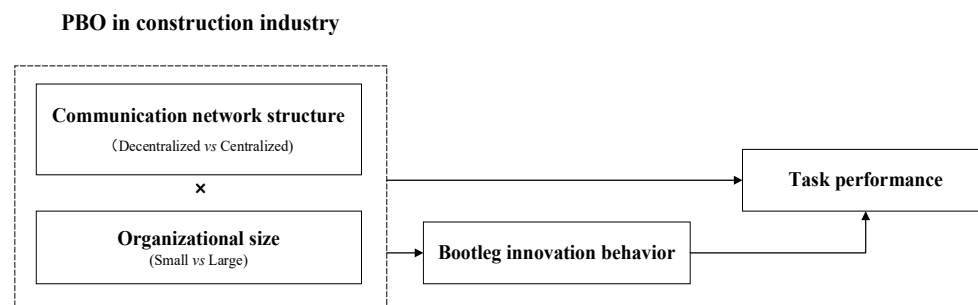 PBO in construction industry
Communication network structure
（Decentralized vs Centralized)
×
Organizational size
(Small vs Large)
Task performance
Bootleg innovation behavior